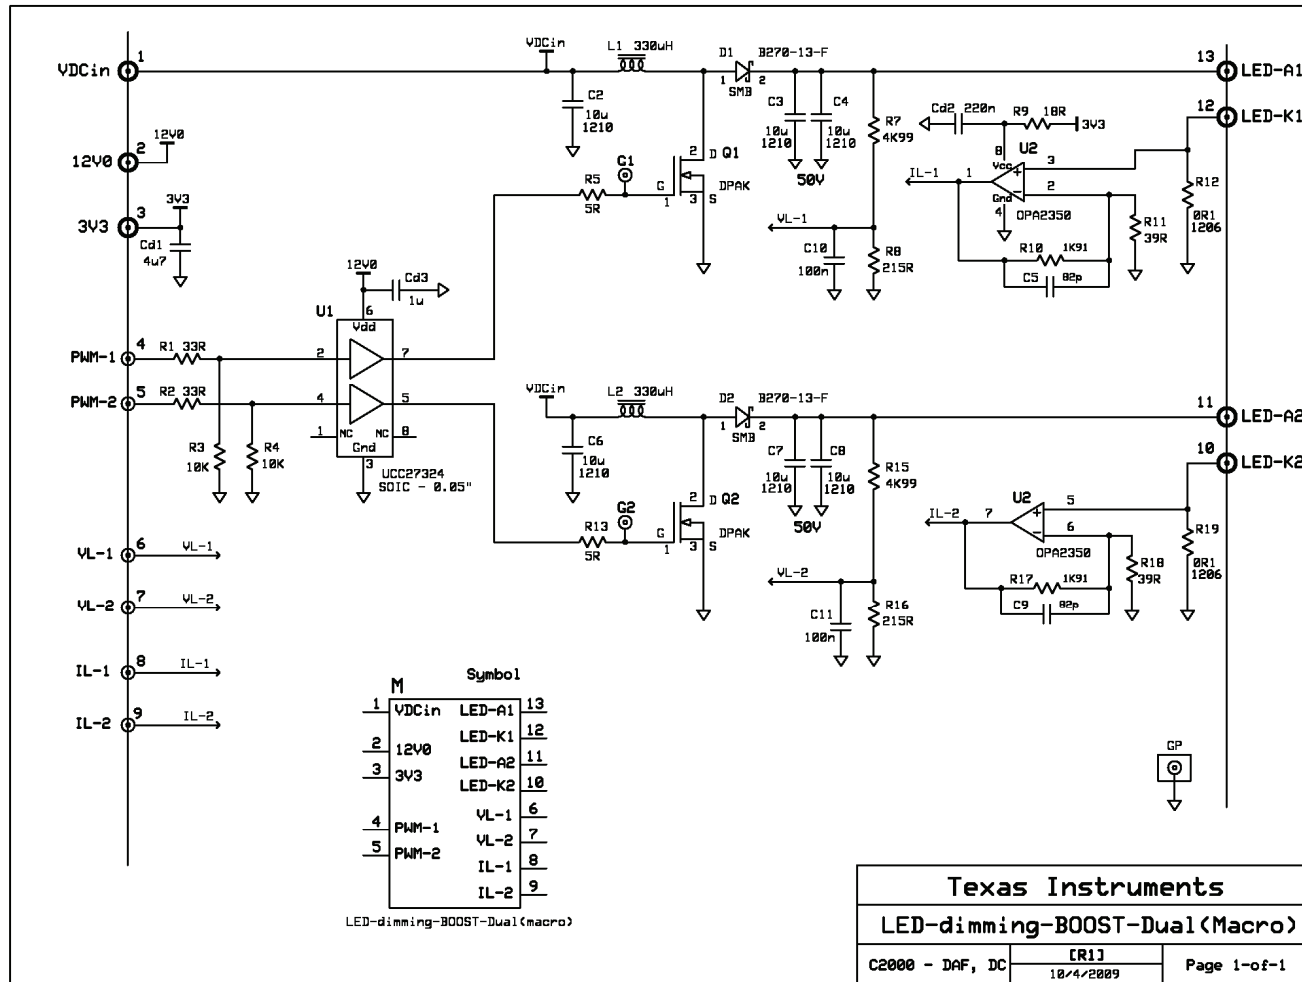 VDCin
1
12V0
2
12V0
3V3
3
3V3
Cd1
4u7
PWM-1
4
R1 33R
PWM-2
5
R2 33R
R3
10K
R4
10K
12V0
Cd3
1u
U1
6
Vdd
2
7
4
5
1
NC
NC
8
Gnd
3
UCC27324
SOIC - 0.05"
VL-1
6
VL-1
VL-2
7
VL-2
IL-1
8
IL-1
IL-2
9
IL-2
VDCin
L1 330uH
C2
10u
1210
D1 B270-13-F
1
2
SMB
C3
10u
1210
C4
10u
1210
50V
R7
4K99
G1
R5
5R
G
1
2
D
Q1
DPAK
3
S
VL-1
C10
100n
R8
215R
13
LED-A1
12
LED-K1
Cd2 220n
R9
18R
3V3
8
Vcc
U2
IL-1
1
3
2
Gnd
4
OPA2350
R10
1K91
C5
82p
R11
39R
R12
0R1
1206
VDCin
L2 330uH
C6
10u
1210
D2 B270-13-F
1
2
SMB
C7
10u
1210
C8
10u
1210
50V
R15
4K99
G2
R13
5R
G
1
2
D
Q2
DPAK
3
S
VL-2
C11
100n
R16
215R
11
LED-A2
10
LED-K2
U2
IL-2
7
5
6
OPA2350
R17
1K91
C9
82p
R18
39R
R19
0R1
1206
GP
Symbol
M
1
VDCin
LED-A1
13
LED-K1
12
2
12V0
LED-A2
11
3
3V3
LED-K2
10
VL-1
6
4
PWM-1
VL-2
7
5
PWM-2
IL-1
8
IL-2
9
LED-dimming-BOOST-Dual(macro)
Texas Instruments
LED-dimming-BOOST-Dual(Macro)
C2000 - DAF, DC
[R1]
10/4/2009
Page 1-of-1